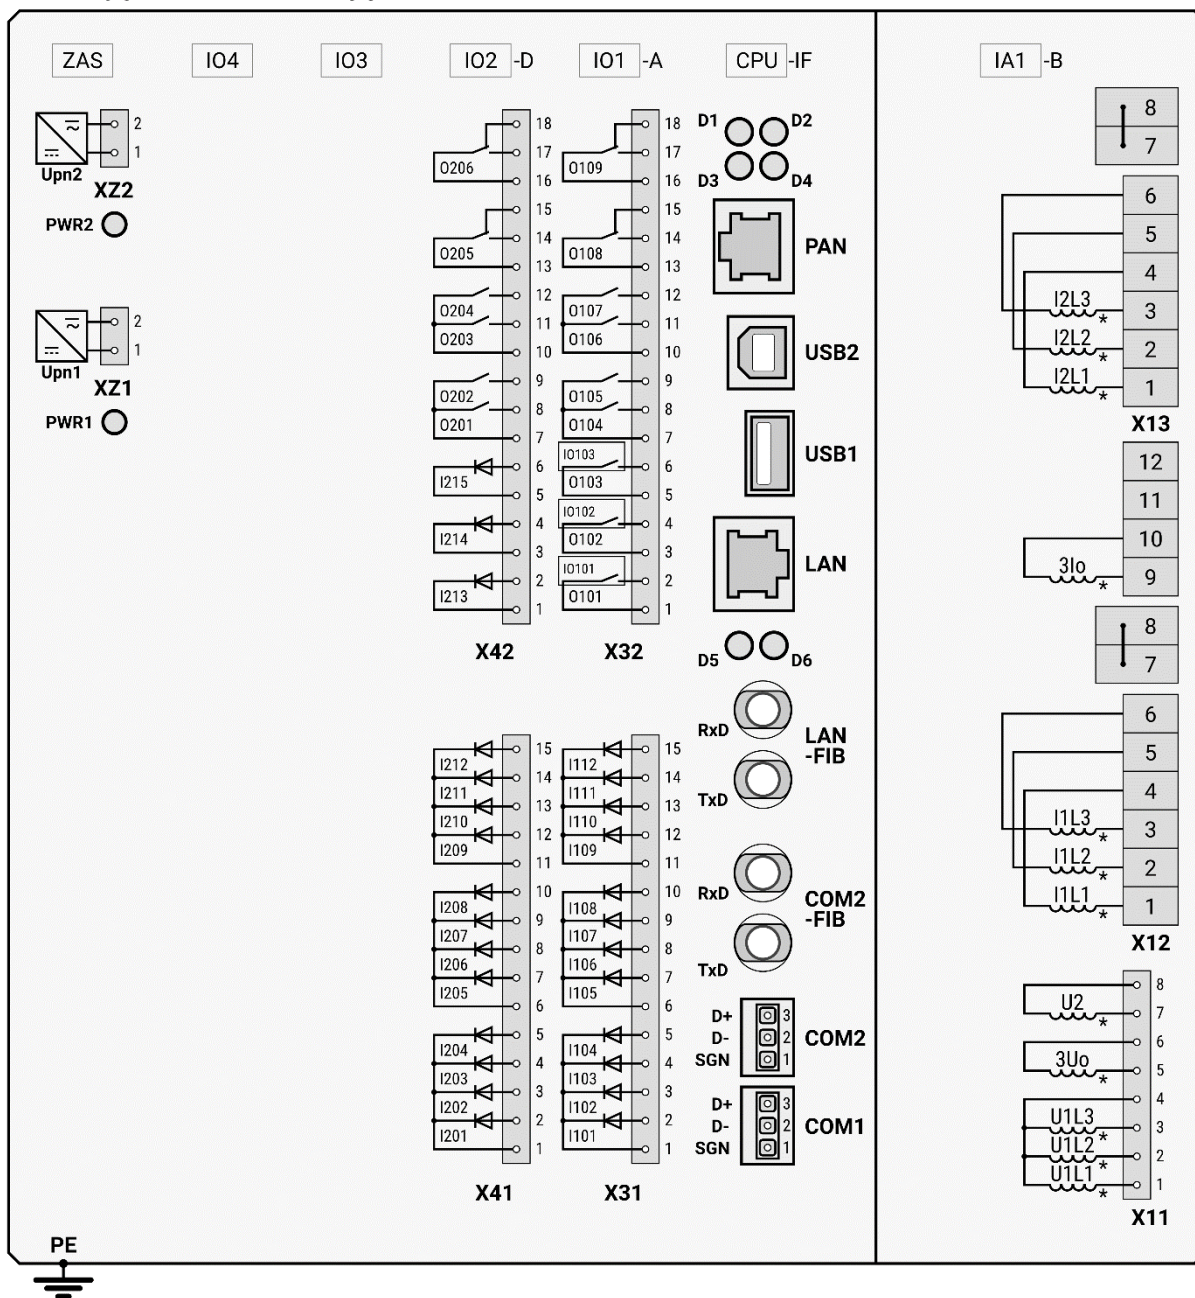 ZAS IO4 IO3 IO2 -D IO1 -A CPU -IF IA1 -B
2
1
Upn2
XZ2
PWR2
2
1
Upn1
XZ1
PWR1
18
17
O206
16
15
14
O205
13
12
O204
11
O203
10
9
O202
8
O201
7
6
I215
5
4
I214
3
2
I213
1
X42
18
17
O109
16
15
14
O108
13
12
O107
11
O106
10
9
O105
8
O104
7
IO103
6
O103
5
IO102
4
O102
3
IO101
2
O101
1
X32
15
I212
14
I211
13
I210
12
I209
11
10
I208
9
I207
8
I206
7
I205
6
5
I204
4
I203
3
I202
2
I201
1
X41
15
I112
14
I111
13
I110
12
I109
11
10
I108
9
I107
8
I106
7
I105
6
5
I104
4
I103
3
I102
2
I101
1
X31
D1 D2
D3 D4
PAN
USB2
USB1
LAN
D5 D6
RxD
LAN
-FIB
TxD
RxD
COM2
-FIB
TxD
D+ 3
D- 2 COM2
SGN 1
D+ 3
D- 2 COM1
SGN 1
8
7
6
5
4
I2L3 * 3
I2L2 * 2
I2L1 * 1
X13
12
11
10
3Io * 9
8
7
6
5
4
I1L3 * 3
I1L2 * 2
I1L1 * 1
X12
8
U2 * 7
6
3Uo * 5
4
U1L3 * 3
U1L2 * 2
U1L1 * 1
X11
PE